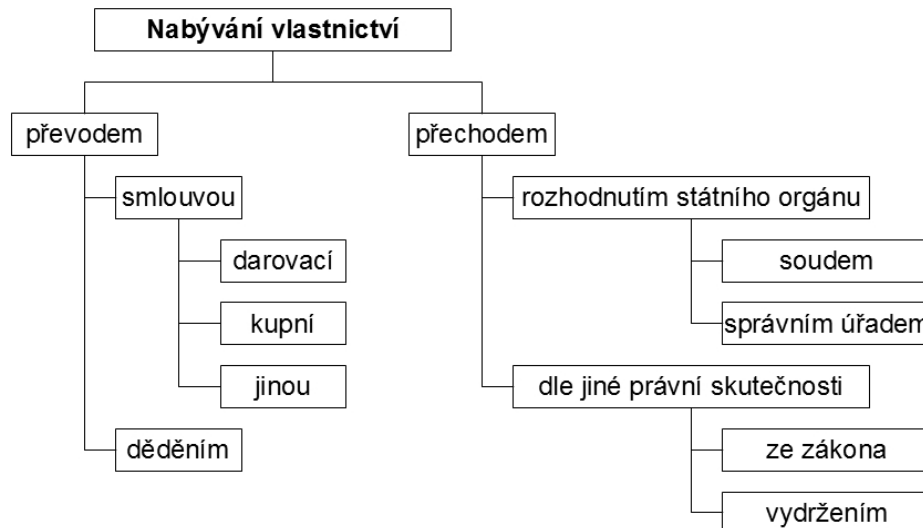 Nabývání vlastnictví
převodem
smlouvou
darovací
kupní
jinou
děděním
přechodem
rozhodnutím státního orgánu
soudem
správním úřadem
dle jiné právní skutečnosti
ze zákona
vydržením